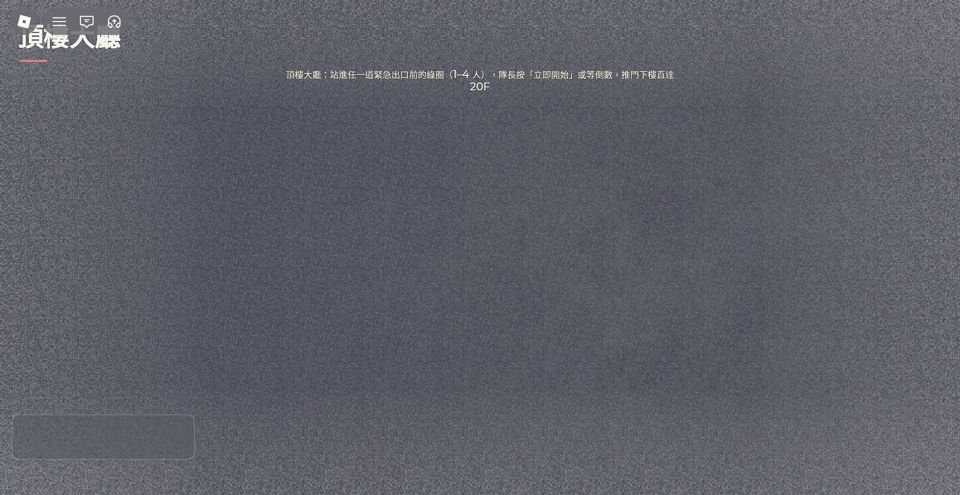 頂樓大廳
頂樓大廳：站進任一道緊急出口前的綠圈（1–4 人），隊長按「立即開始」或等倒數，推門下樓直達
20F